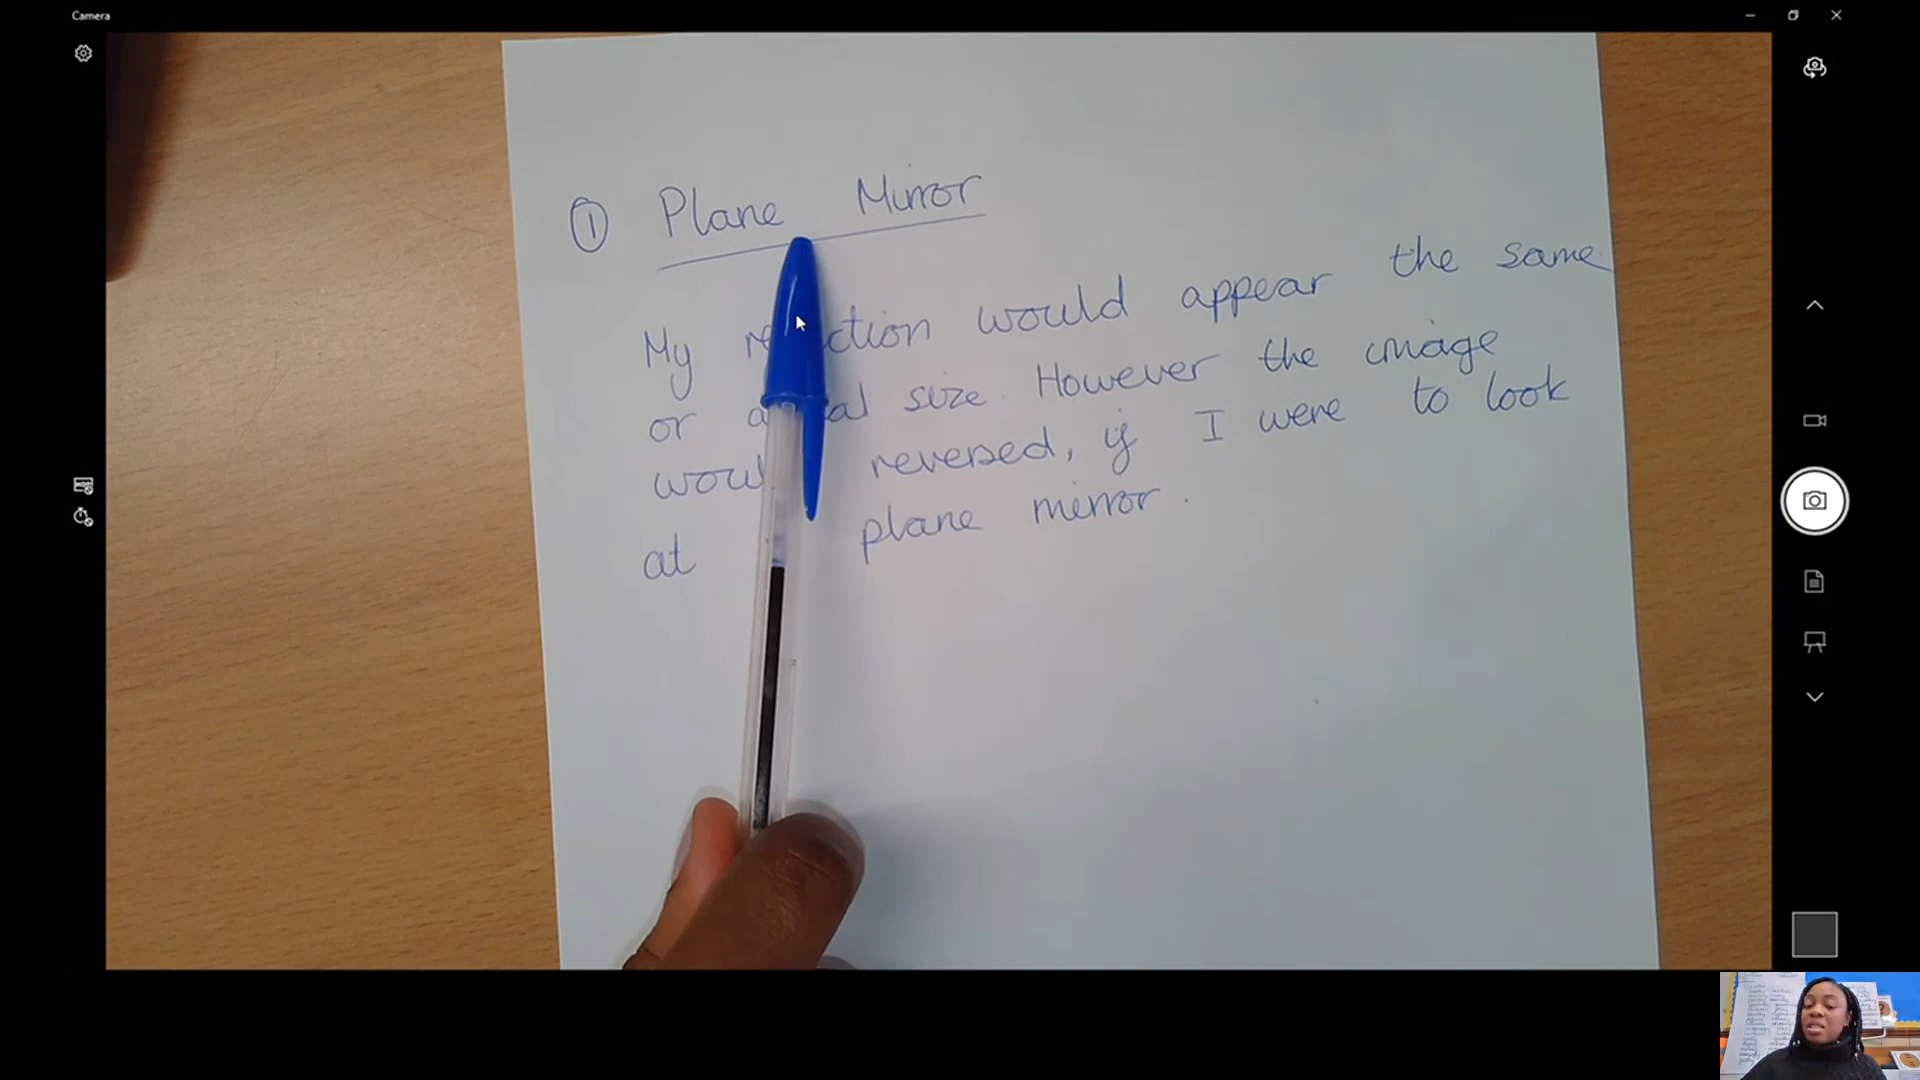 Camera
① Plane Mirror
My would appear the same
or size. However the image
reversed, if I were to look
at plane mirror.